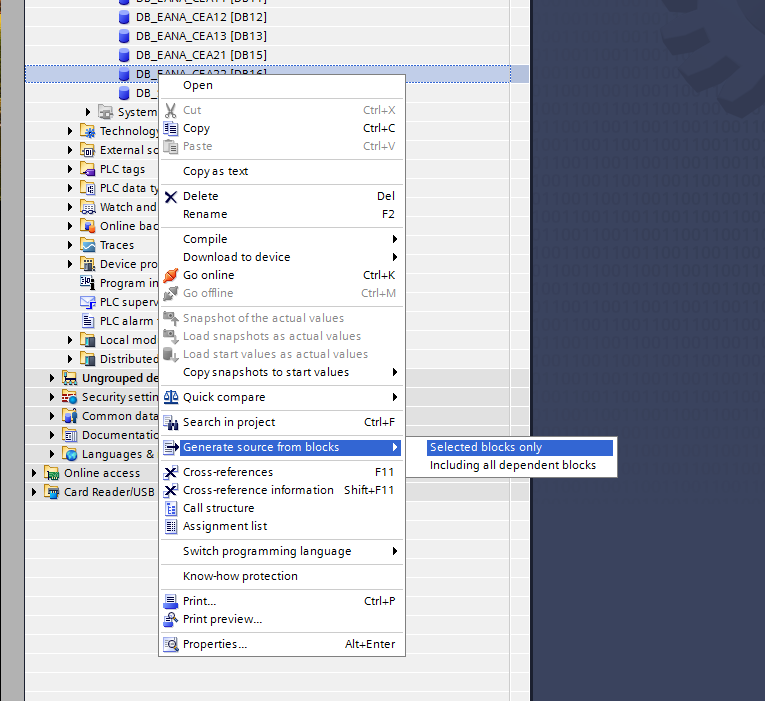 DB_EANA_CEA12 [DB12]
DB_EANA_CEA13 [DB13]
DB_EANA_CEA21 [DB15]
DB_EANA_CEA22 [DB16]
DB_
System
Technology
External so
PLC tags
PLC data ty
Watch and
Online bac
Traces
Device pro
Program in
PLC superv
PLC alarm
Local mod
Distributed
Ungrouped de
Security settin
Common data
Documentatio
Languages &
Online access
Card Reader/USB
Open
Cut Ctrl+X
Copy Ctrl+C
Paste Ctrl+V
Copy as text
Delete Del
Rename F2
Compile
Download to device
Go online Ctrl+K
Go offline Ctrl+M
Snapshot of the actual values
Load snapshots as actual values
Load start values as actual values
Copy snapshots to start values
Quick compare
Search in project Ctrl+F
Generate source from blocks
Selected blocks only
Including all dependent blocks
Cross-references F11
Cross-reference information Shift+F11
Call structure
Assignment list
Switch programming language
Know-how protection
Print... Ctrl+P
Print preview...
Properties... Alt+Enter